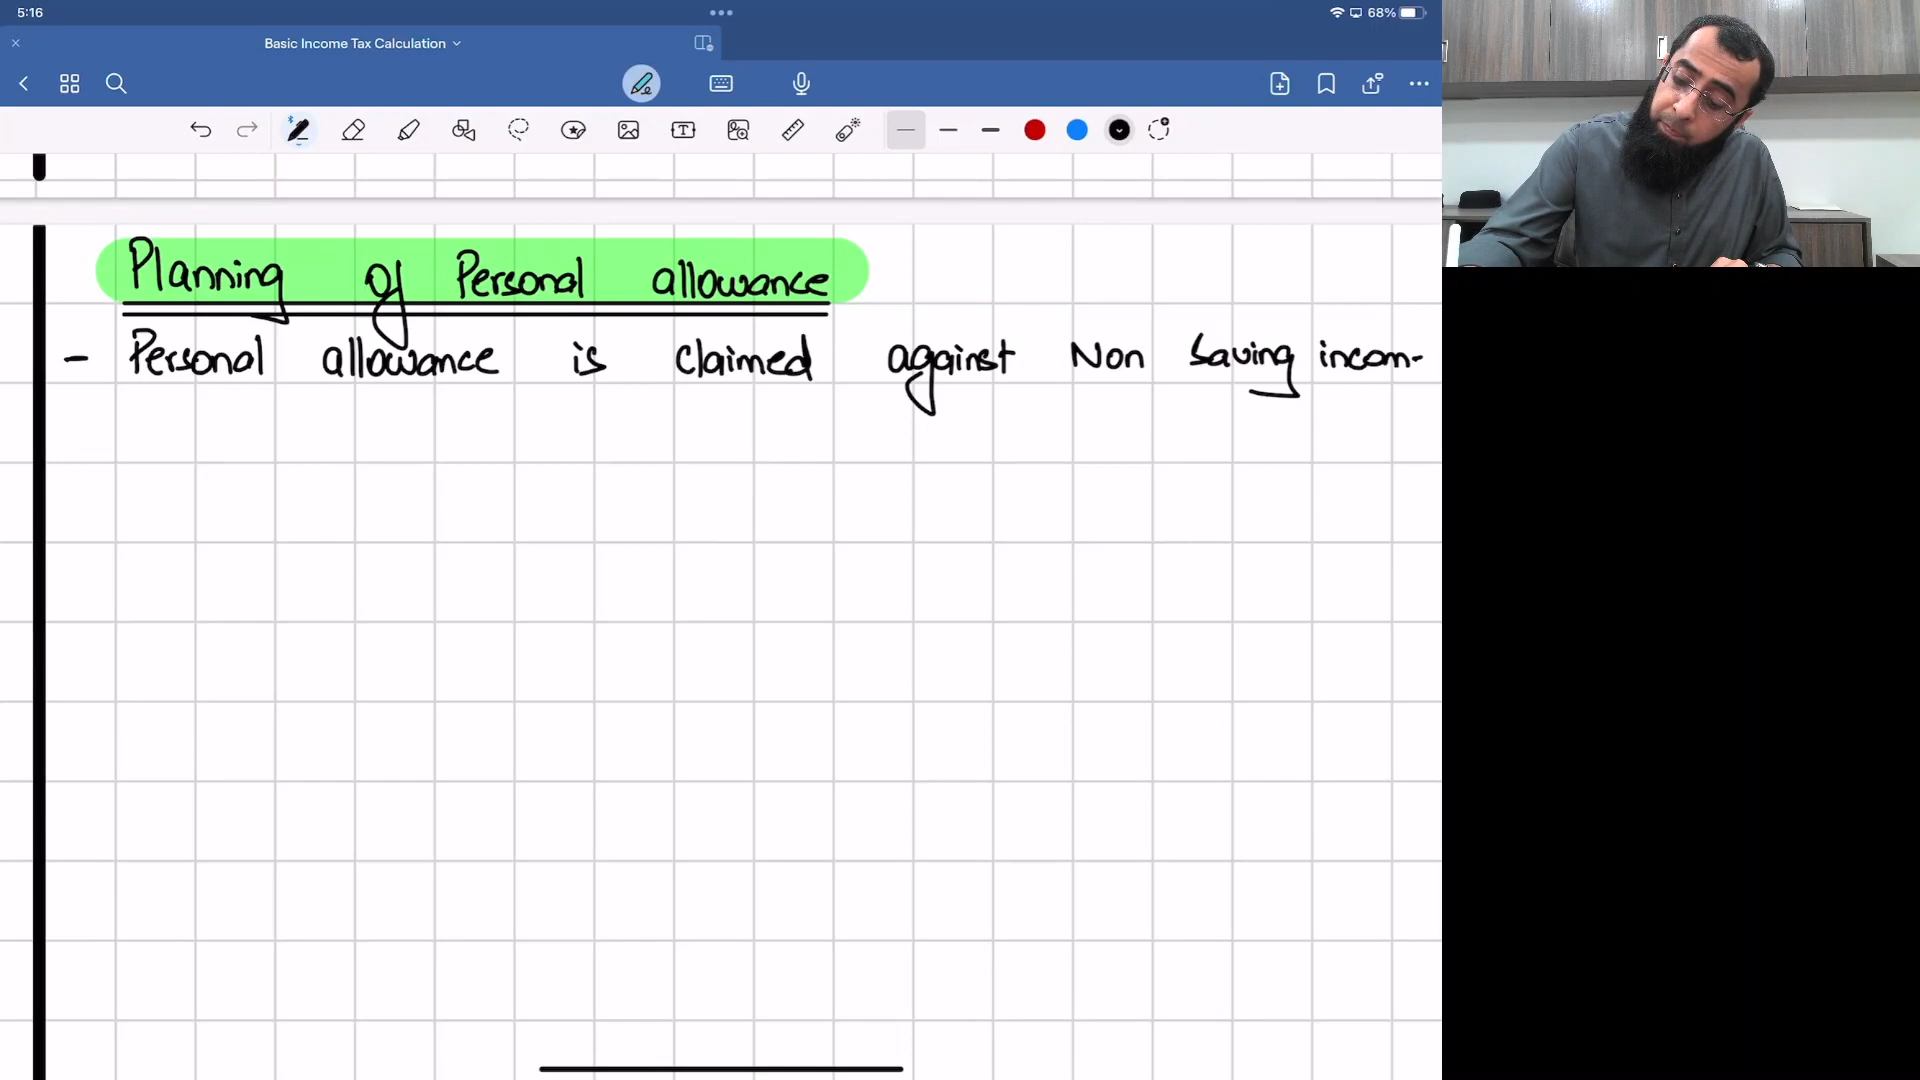 5:16
68%
Basic Income Tax Calculation
Planning of Personal allowance
- Personal allowance is claimed against Non Saving incom-